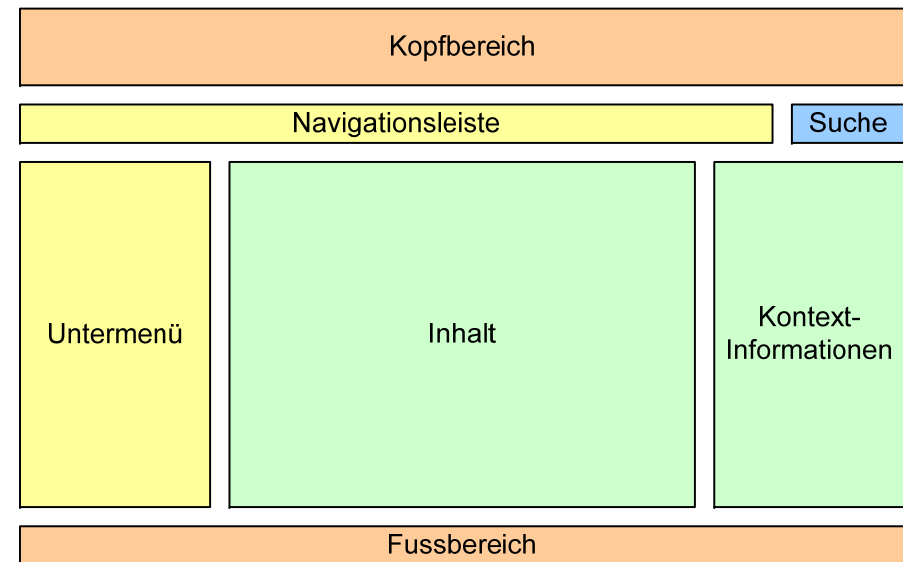 Kopfbereich
Navigationsleiste
Suche
Untermenü
Inhalt
Kontext-
Informationen
Fussbereich